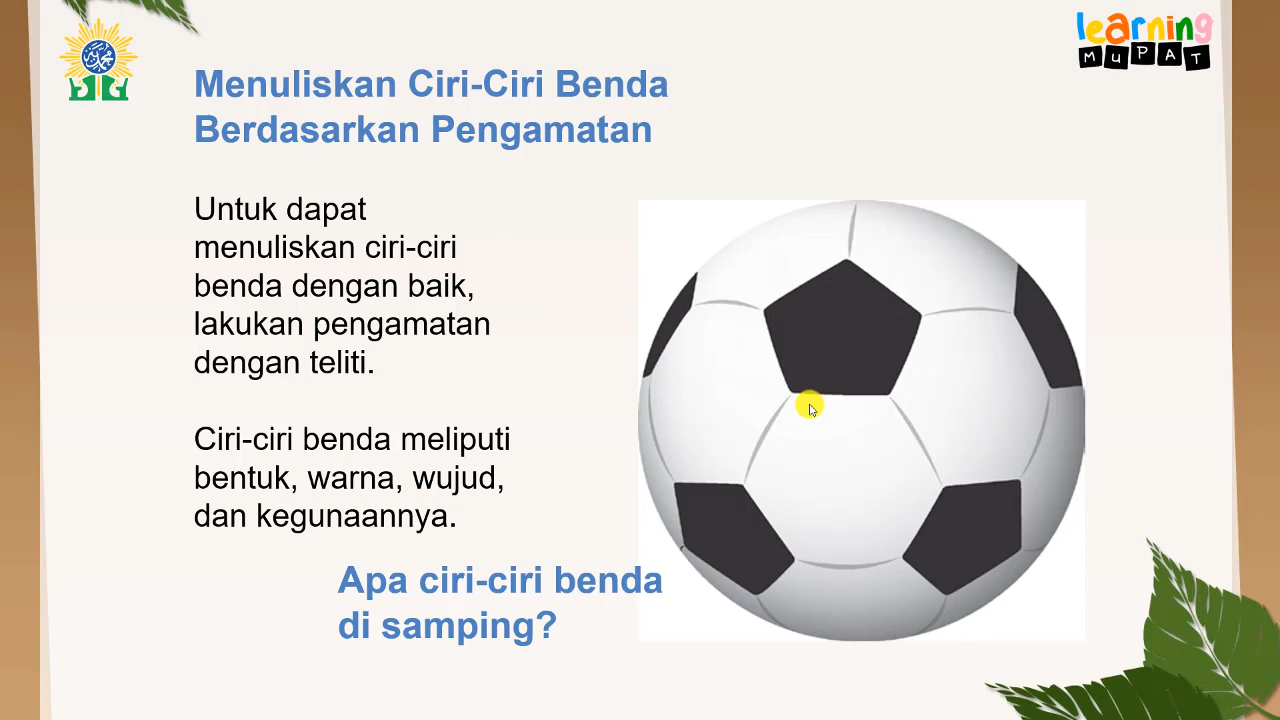 learning
MUPAT
Menuliskan Ciri-Ciri Benda
Berdasarkan Pengamatan
Untuk dapat
menuliskan ciri-ciri
benda dengan baik,
lakukan pengamatan
dengan teliti.
Ciri-ciri benda meliputi
bentuk, warna, wujud,
dan kegunaannya.
Apa ciri-ciri benda
di samping?